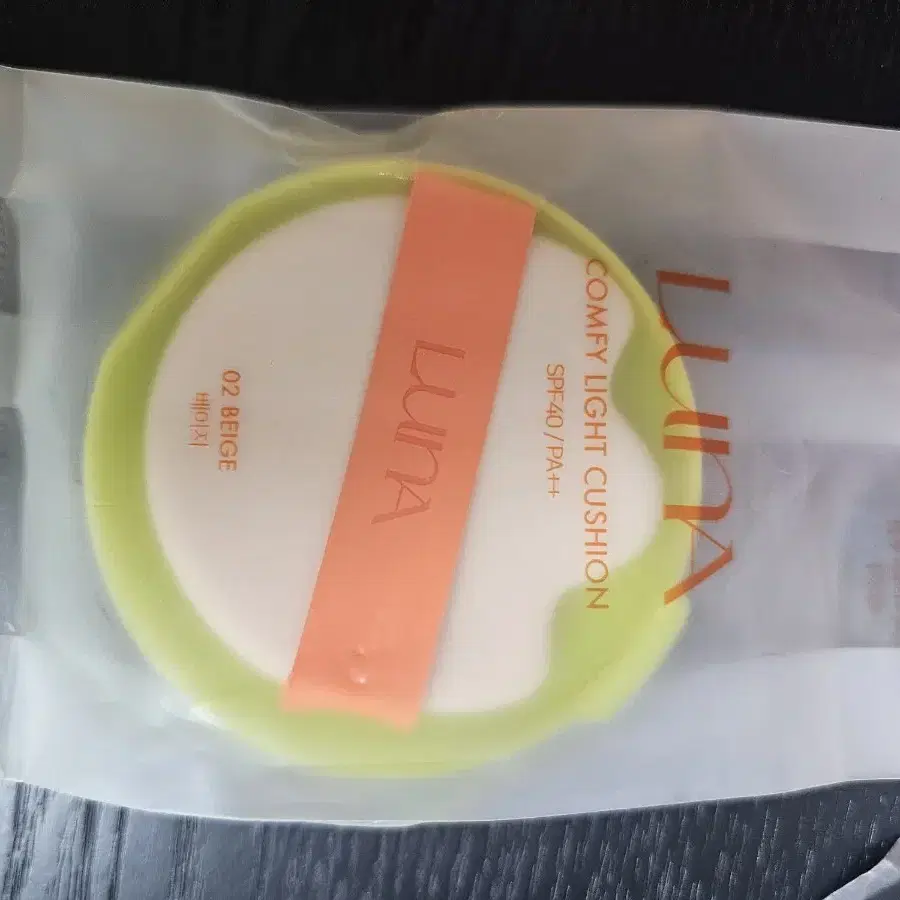 LUNA
COMFY LIGHT CUSHION
SPF40/PA++
LUNA
02 BEIGE
베이지